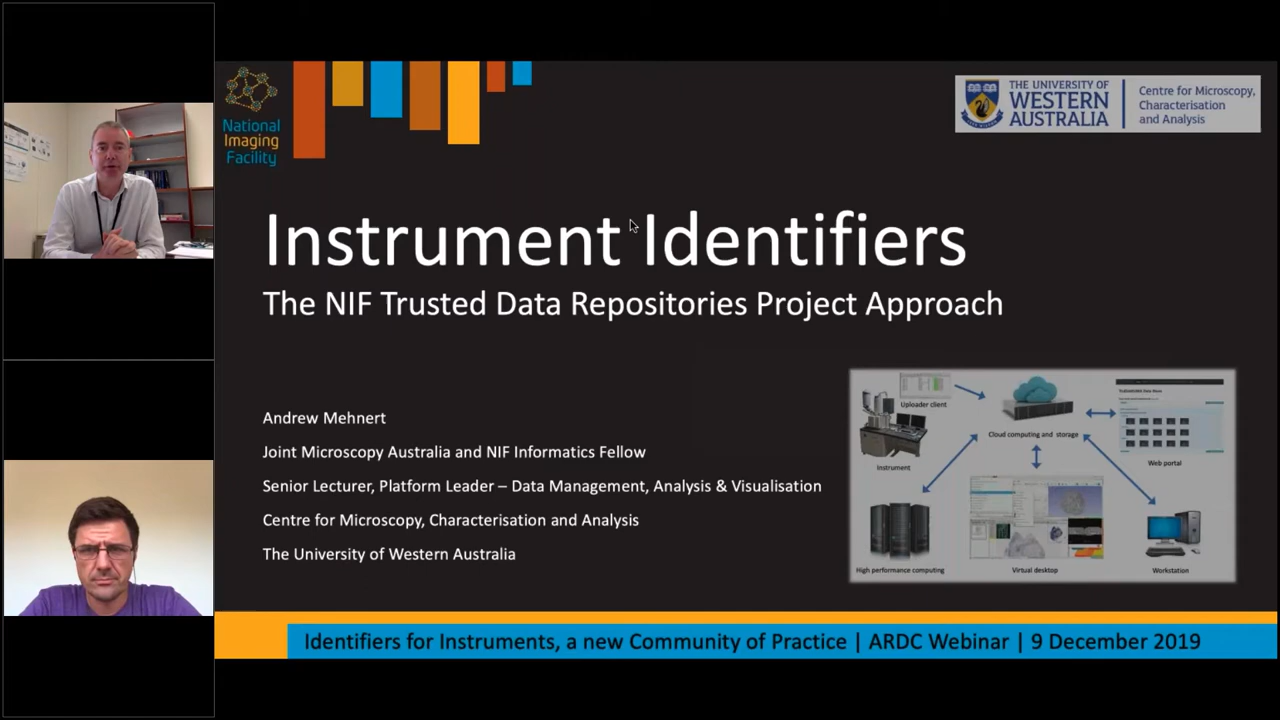 National
Imaging
Facility
THE UNIVERSITY OF
WESTERN
AUSTRALIA
Centre for Microscopy,
Characterisation
and Analysis
Instrument Identifiers
The NIF Trusted Data Repositories Project Approach
Andrew Mehnert
Joint Microscopy Australia and NIF Informatics Fellow
Senior Lecturer, Platform Leader – Data Management, Analysis & Visualisation
Centre for Microscopy, Characterisation and Analysis
The University of Western Australia
Uploader client
Cloud computing and storage
Instrument
Web portal
High performance computing
Virtual desktop
Workstation
Identifiers for Instruments, a new Community of Practice | ARDC Webinar | 9 December 2019